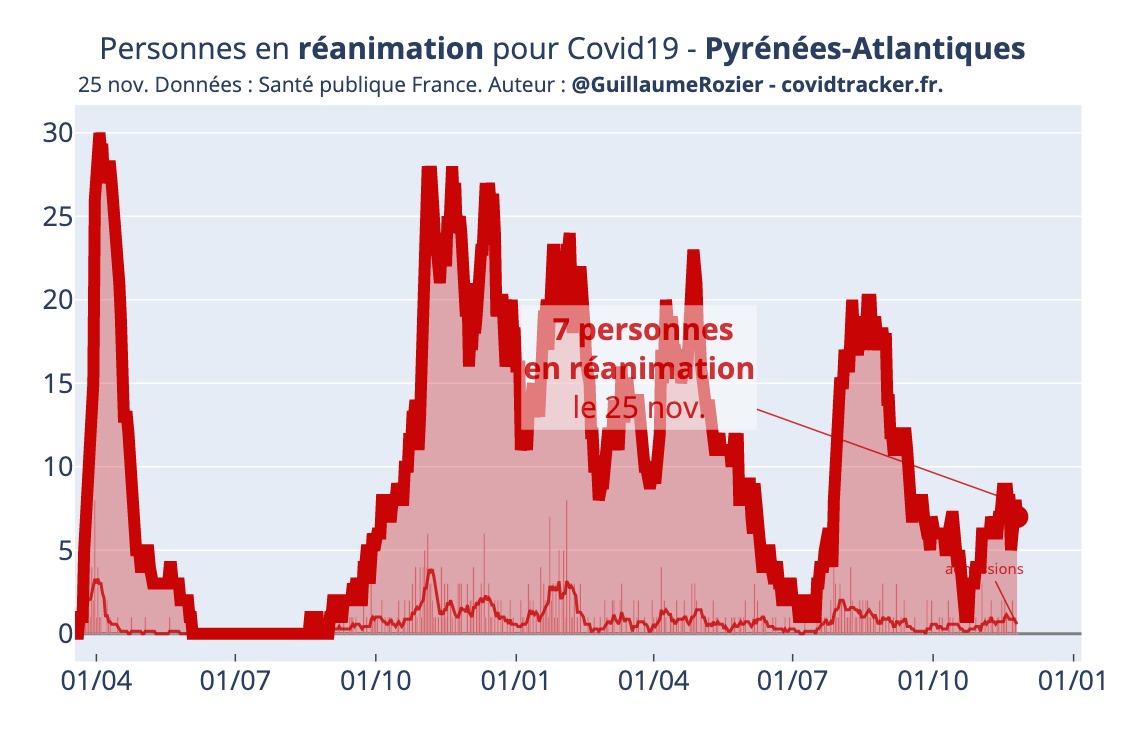 Personnes en réanimation pour Covid19 - Pyrénées-Atlantiques
25 nov. Données : Santé publique France. Auteur : @GuillaumeRozier - covidtracker.fr.
30
25
20
15
10
5
0
7 personnes
en réanimation
le 25 nov.
admissions
01/04
01/07
01/10
01/01
01/04
01/07
01/10
01/01